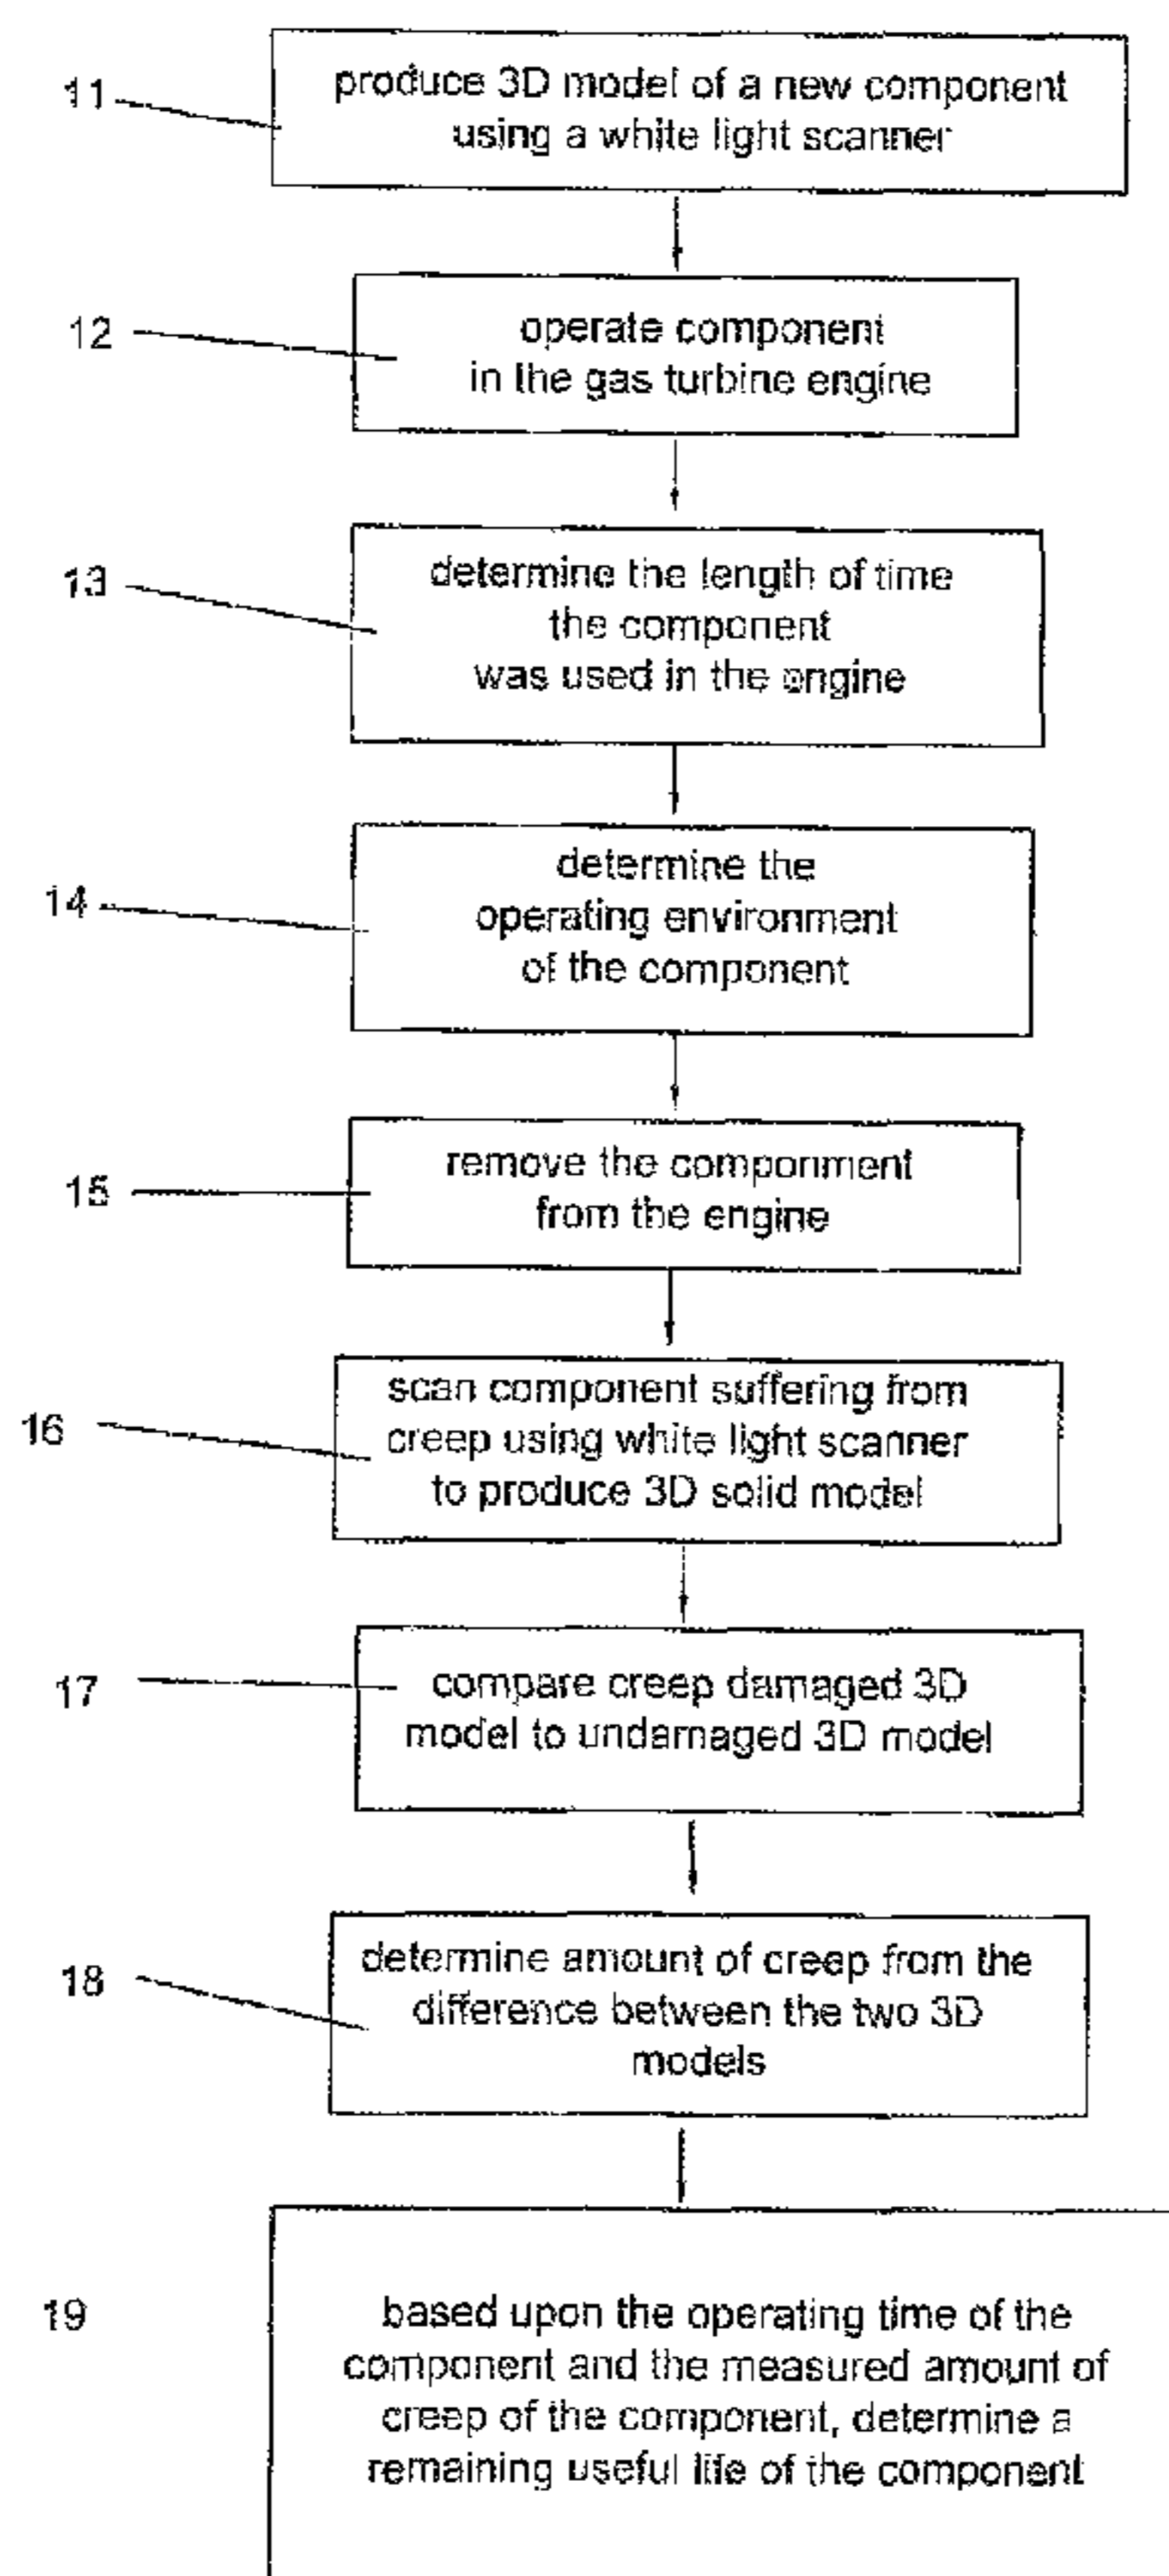 11
produce 3D model of a new component
using a white light scanner
12
operate component
in the gas turbine engine
13
determine the length of time
the component
was used in the engine
14
determine the
operating environment
of the component
15
remove the componment
from the engine
16
scan component suffering from
creep using white light scanner
to produce 3D solid model
17
compare creep damaged 3D
model to undamaged 3D model
18
determine amount of creep from the
difference between the two 3D
models
19
based upon the operating time of the
component and the measured amount of
creep of the component, determine a
remaining useful life of the component